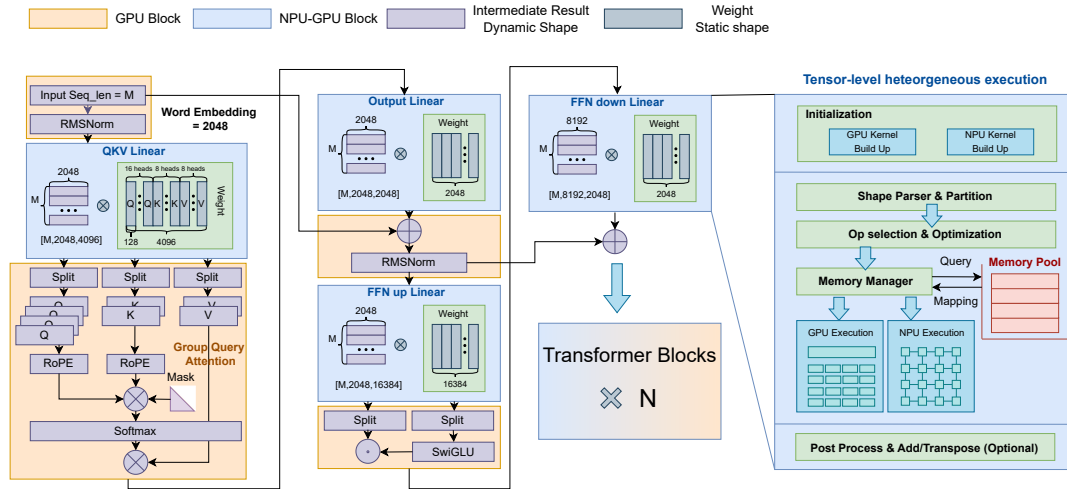 GPU Block
NPU-GPU Block
Intermediate Result
Dynamic Shape
Weight
Static shape
Input Seq_len = M
RMSNorm
Word Embedding
= 2048
QKV Linear
2048
M
[M,2048,4096]
16 heads 8 heads 8 heads
Q
Q
K
K
V
V
Weight
128
4096
Split
Split
Split
Q
Q
Q
Q
K
K
V
V
RoPE
RoPE
Group Query
Attention
Mask
Softmax
Output Linear
2048
M
[M,2048,2048]
Weight
2048
RMSNorm
FFN up Linear
2048
M
[M,2048,16384]
Weight
16384
Split
Split
SwiGLU
FFN down Linear
8192
M
[M,8192,2048]
Weight
2048
Transformer Blocks
N
Tensor-level heteorgeneous execution
Initialization
GPU Kernel
Build Up
NPU Kernel
Build Up
Shape Parser & Partition
Op selection & Optimization
Memory Manager
Query
Mapping
Memory Pool
GPU Execution
NPU Execution
Post Process & Add/Transpose (Optional)